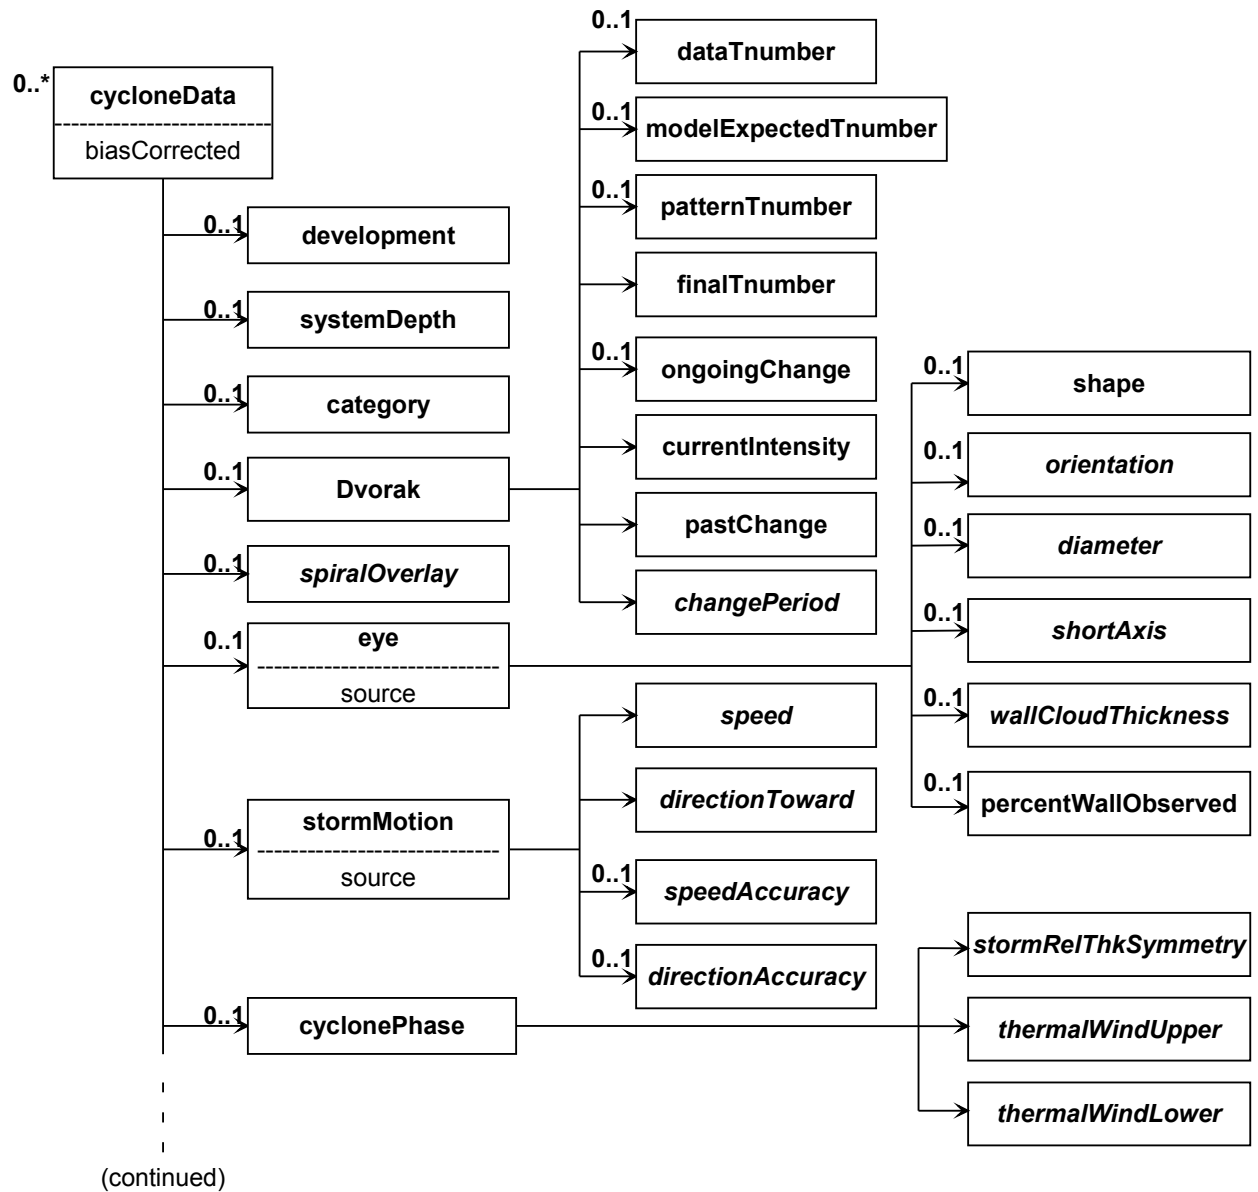 0..*
cycloneData
biasCorrected
0..1
development
0..1
systemDepth
0..1
category
0..1
Dvorak
0..1
spiralOverlay
0..1
eye
source
0..1
stormMotion
source
0..1
cyclonePhase
(continued)
0..1
dataTnumber
0..1
modelExpectedTnumber
0..1
patternTnumber
finalTnumber
0..1
ongoingChange
currentIntensity
pastChange
changePeriod
speed
directionToward
0..1
speedAccuracy
0..1
directionAccuracy
0..1
shape
0..1
orientation
0..1
diameter
0..1
shortAxis
0..1
wallCloudThickness
0..1
percentWallObserved
stormRelThkSymmetry
thermalWindUpper
thermalWindLower